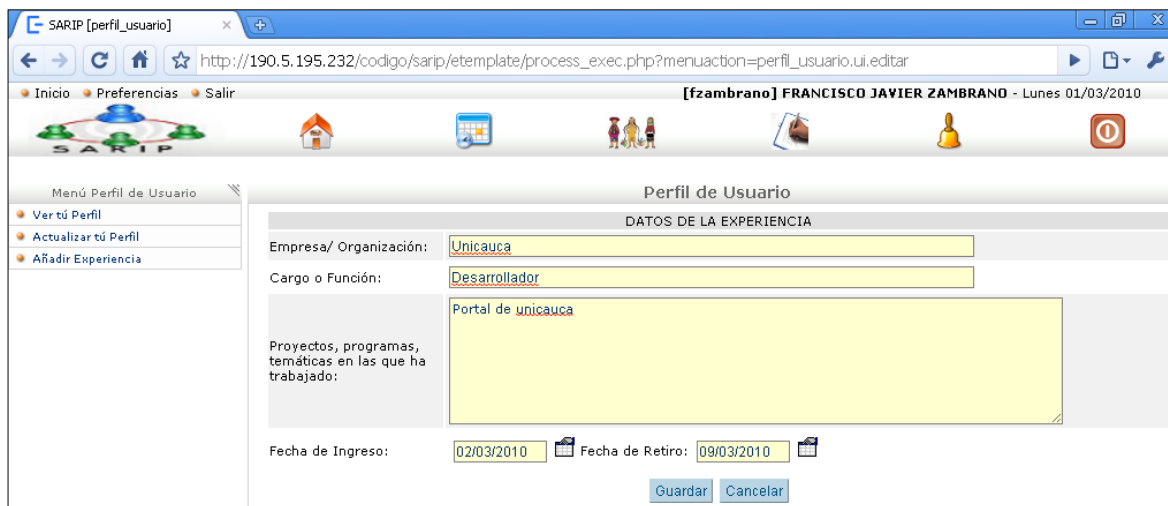 SARIP [perfil_usuario]
http://190.5.195.232/codigo/sarip/etemplate/process_exec.php?menuaction=perfil_usuario.ui.editar
Inicio Preferencias Salir
[fzambrano] FRANCISCO JAVIER ZAMBRANO - Lunes 01/03/2010
SARIP
Menú Perfil de Usuario
Ver tú Perfil
Actualizar tú Perfil
Añadir Experiencia
Perfil de Usuario
DATOS DE LA EXPERIENCIA
Empresa/ Organización: Unicauca
Cargo o Función: Desarrollador
Proyectos, programas,
temáticas en las que ha
trabajado:
Portal de unicauca
Fecha de Ingreso: 02/03/2010 Fecha de Retiro: 09/03/2010
Guardar Cancelar